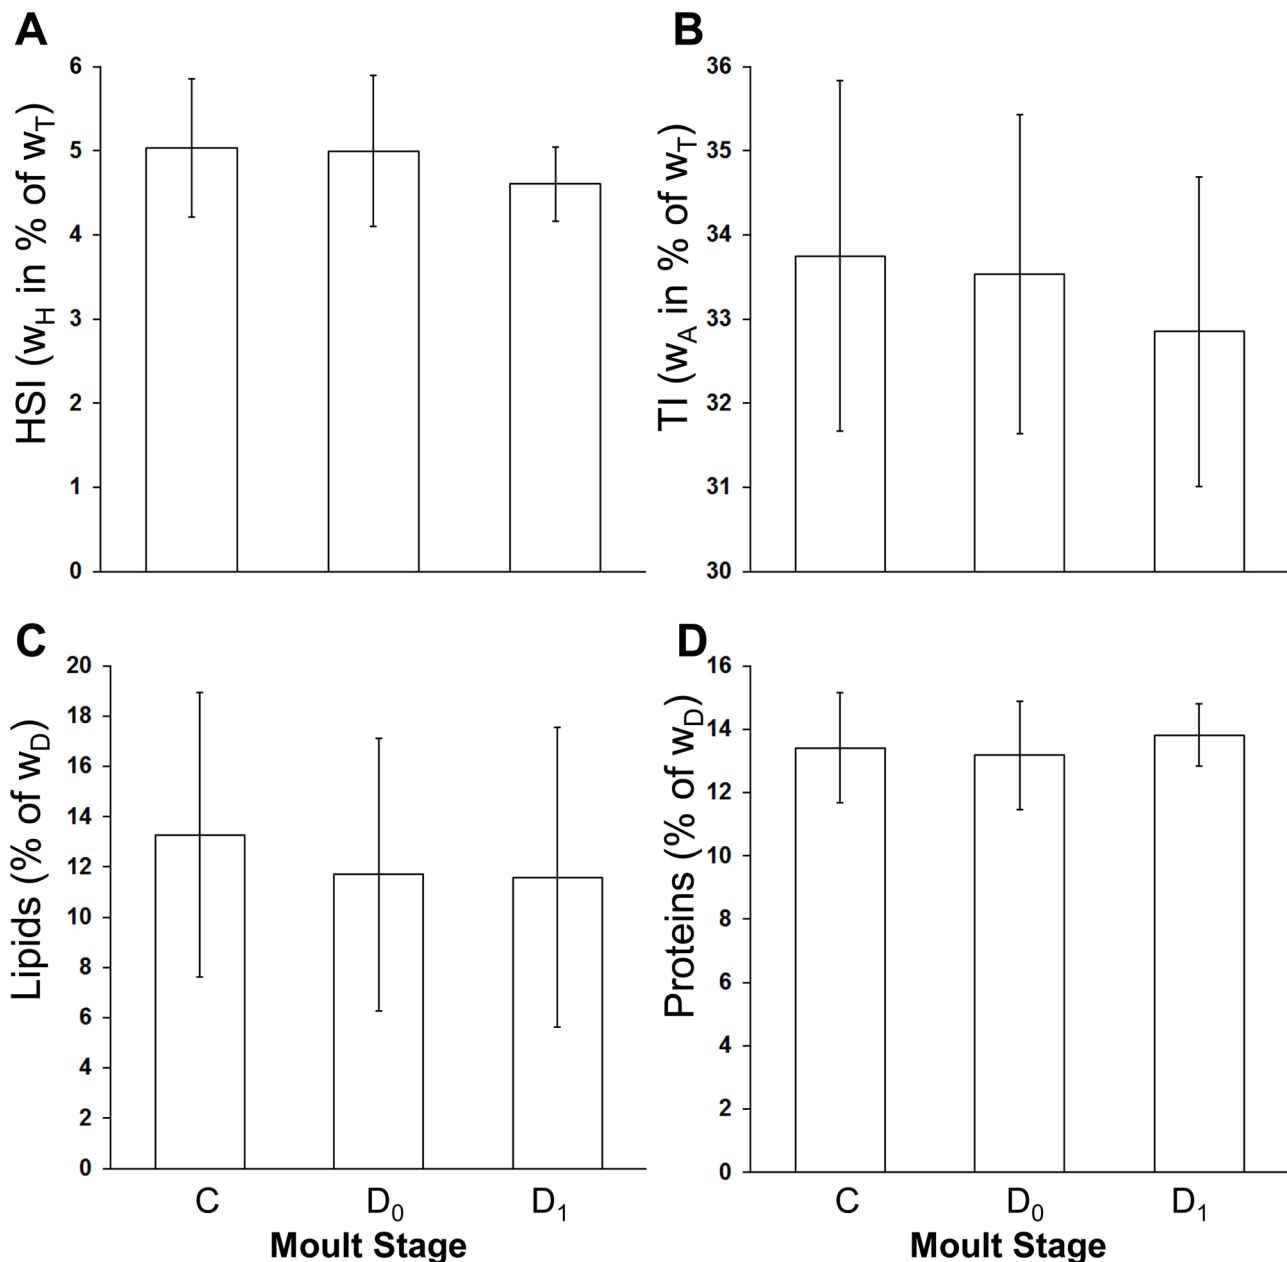 A
HSI (wH in % of wT)
6
5
4
3
2
1
0
B
TI (wA in % of wT)
36
35
34
33
32
31
30
C
Lipids (% of wD)
20
18
16
14
12
10
8
6
4
2
0
C D0 D1
Moult Stage
D
Proteins (% of wD)
16
14
12
10
8
6
4
2
0
C D0 D1
Moult Stage